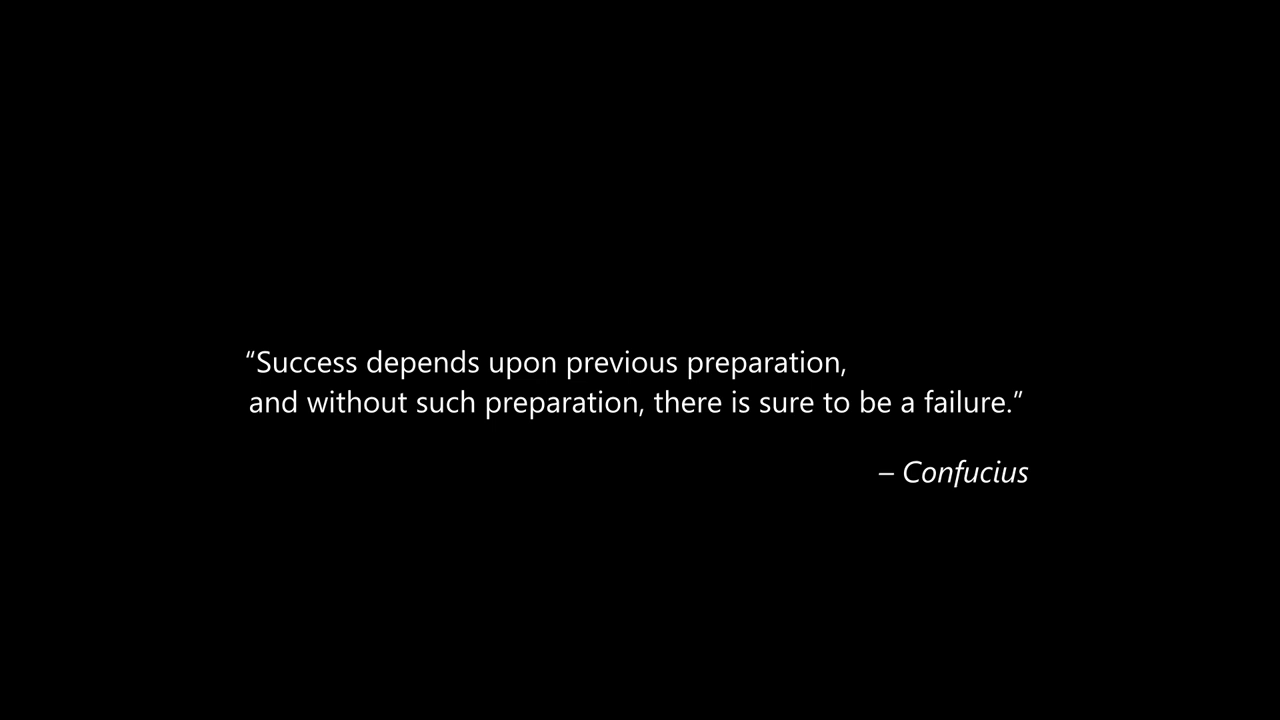 “Success depends upon previous preparation,
and without such preparation, there is sure to be a failure.”
– Confucius